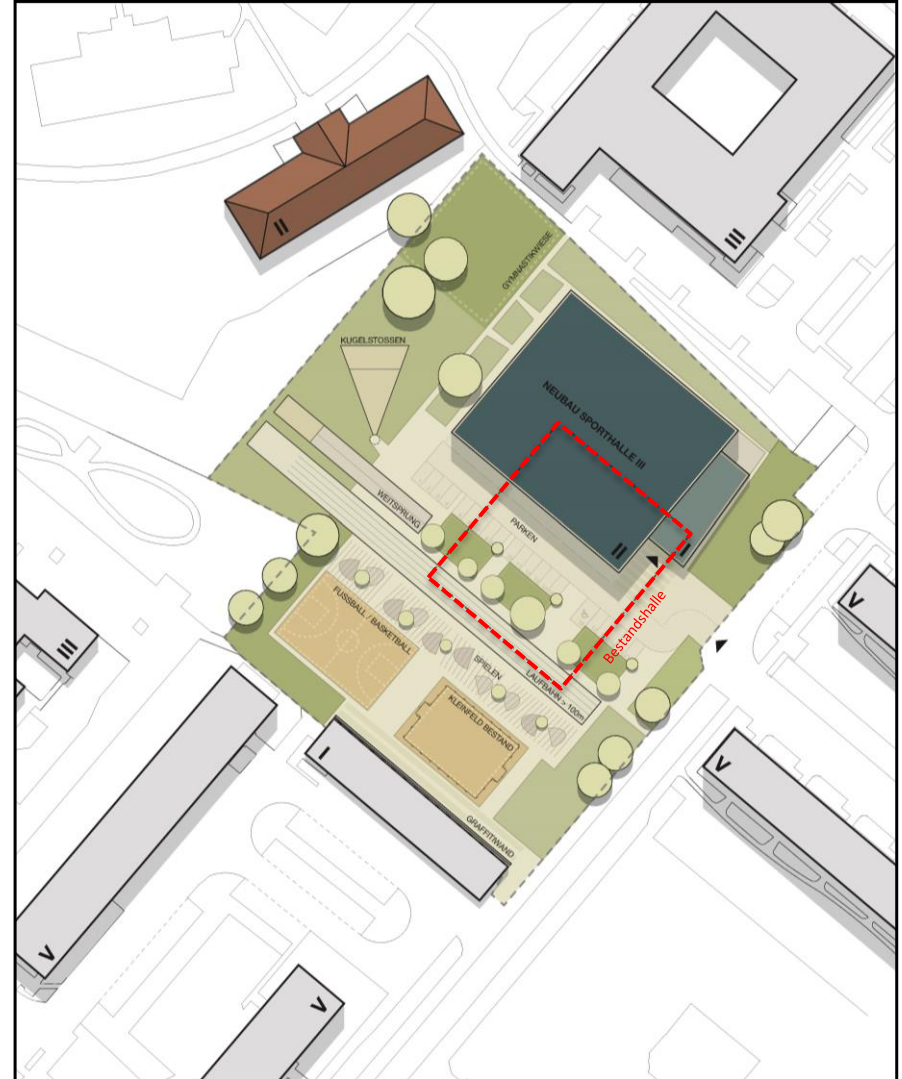 II
III
GYMNASTIKWIESE
KUGELSTOSSEN
NEUBAU SPORTHALLE III
WEITSPRUNG
PARKEN
II
I
Bestandshalle
V
III
FUSSBALL / BASKETBALL
SPIELEN
LAUFBAHN > 100m
KLEINFELD BESTAND
I
V
GRAFFITIWAND
V
V